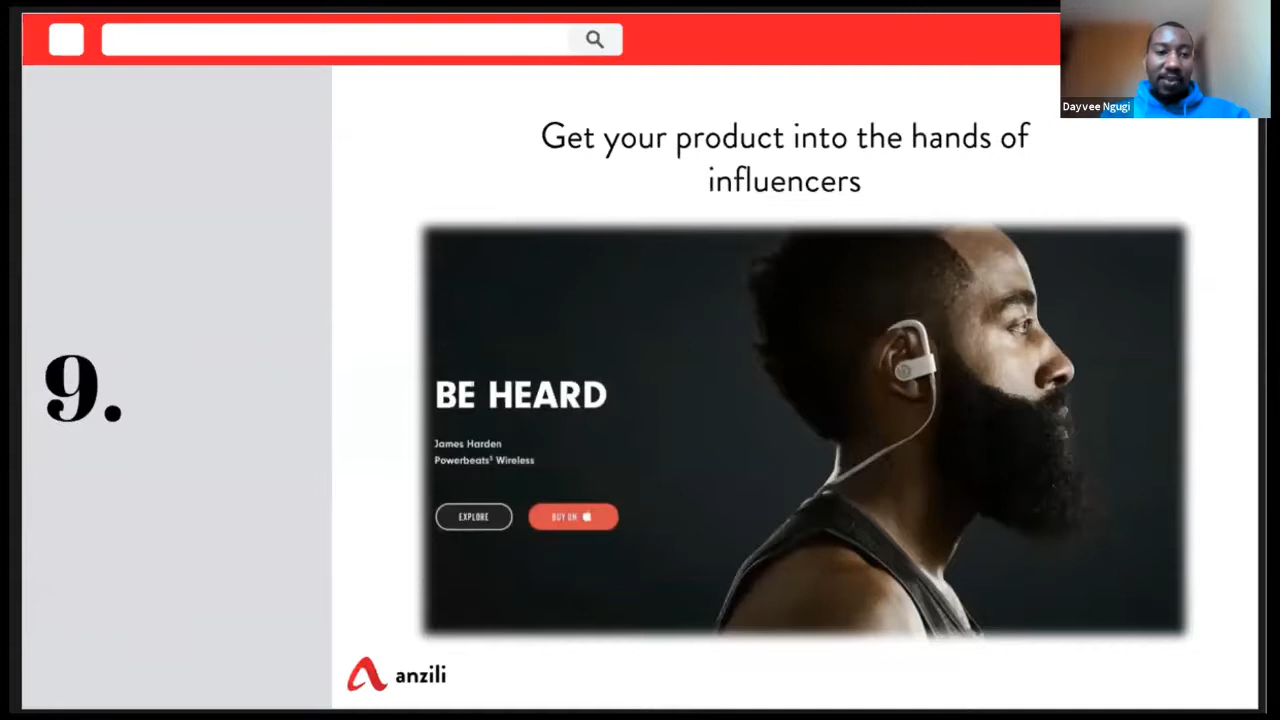 Dayvee Ngugi
Get your product into the hands of
influencers
9.
BE HEARD
James Harden
Powerbeats³ Wireless
EXPLORE
BUY ON
anzili